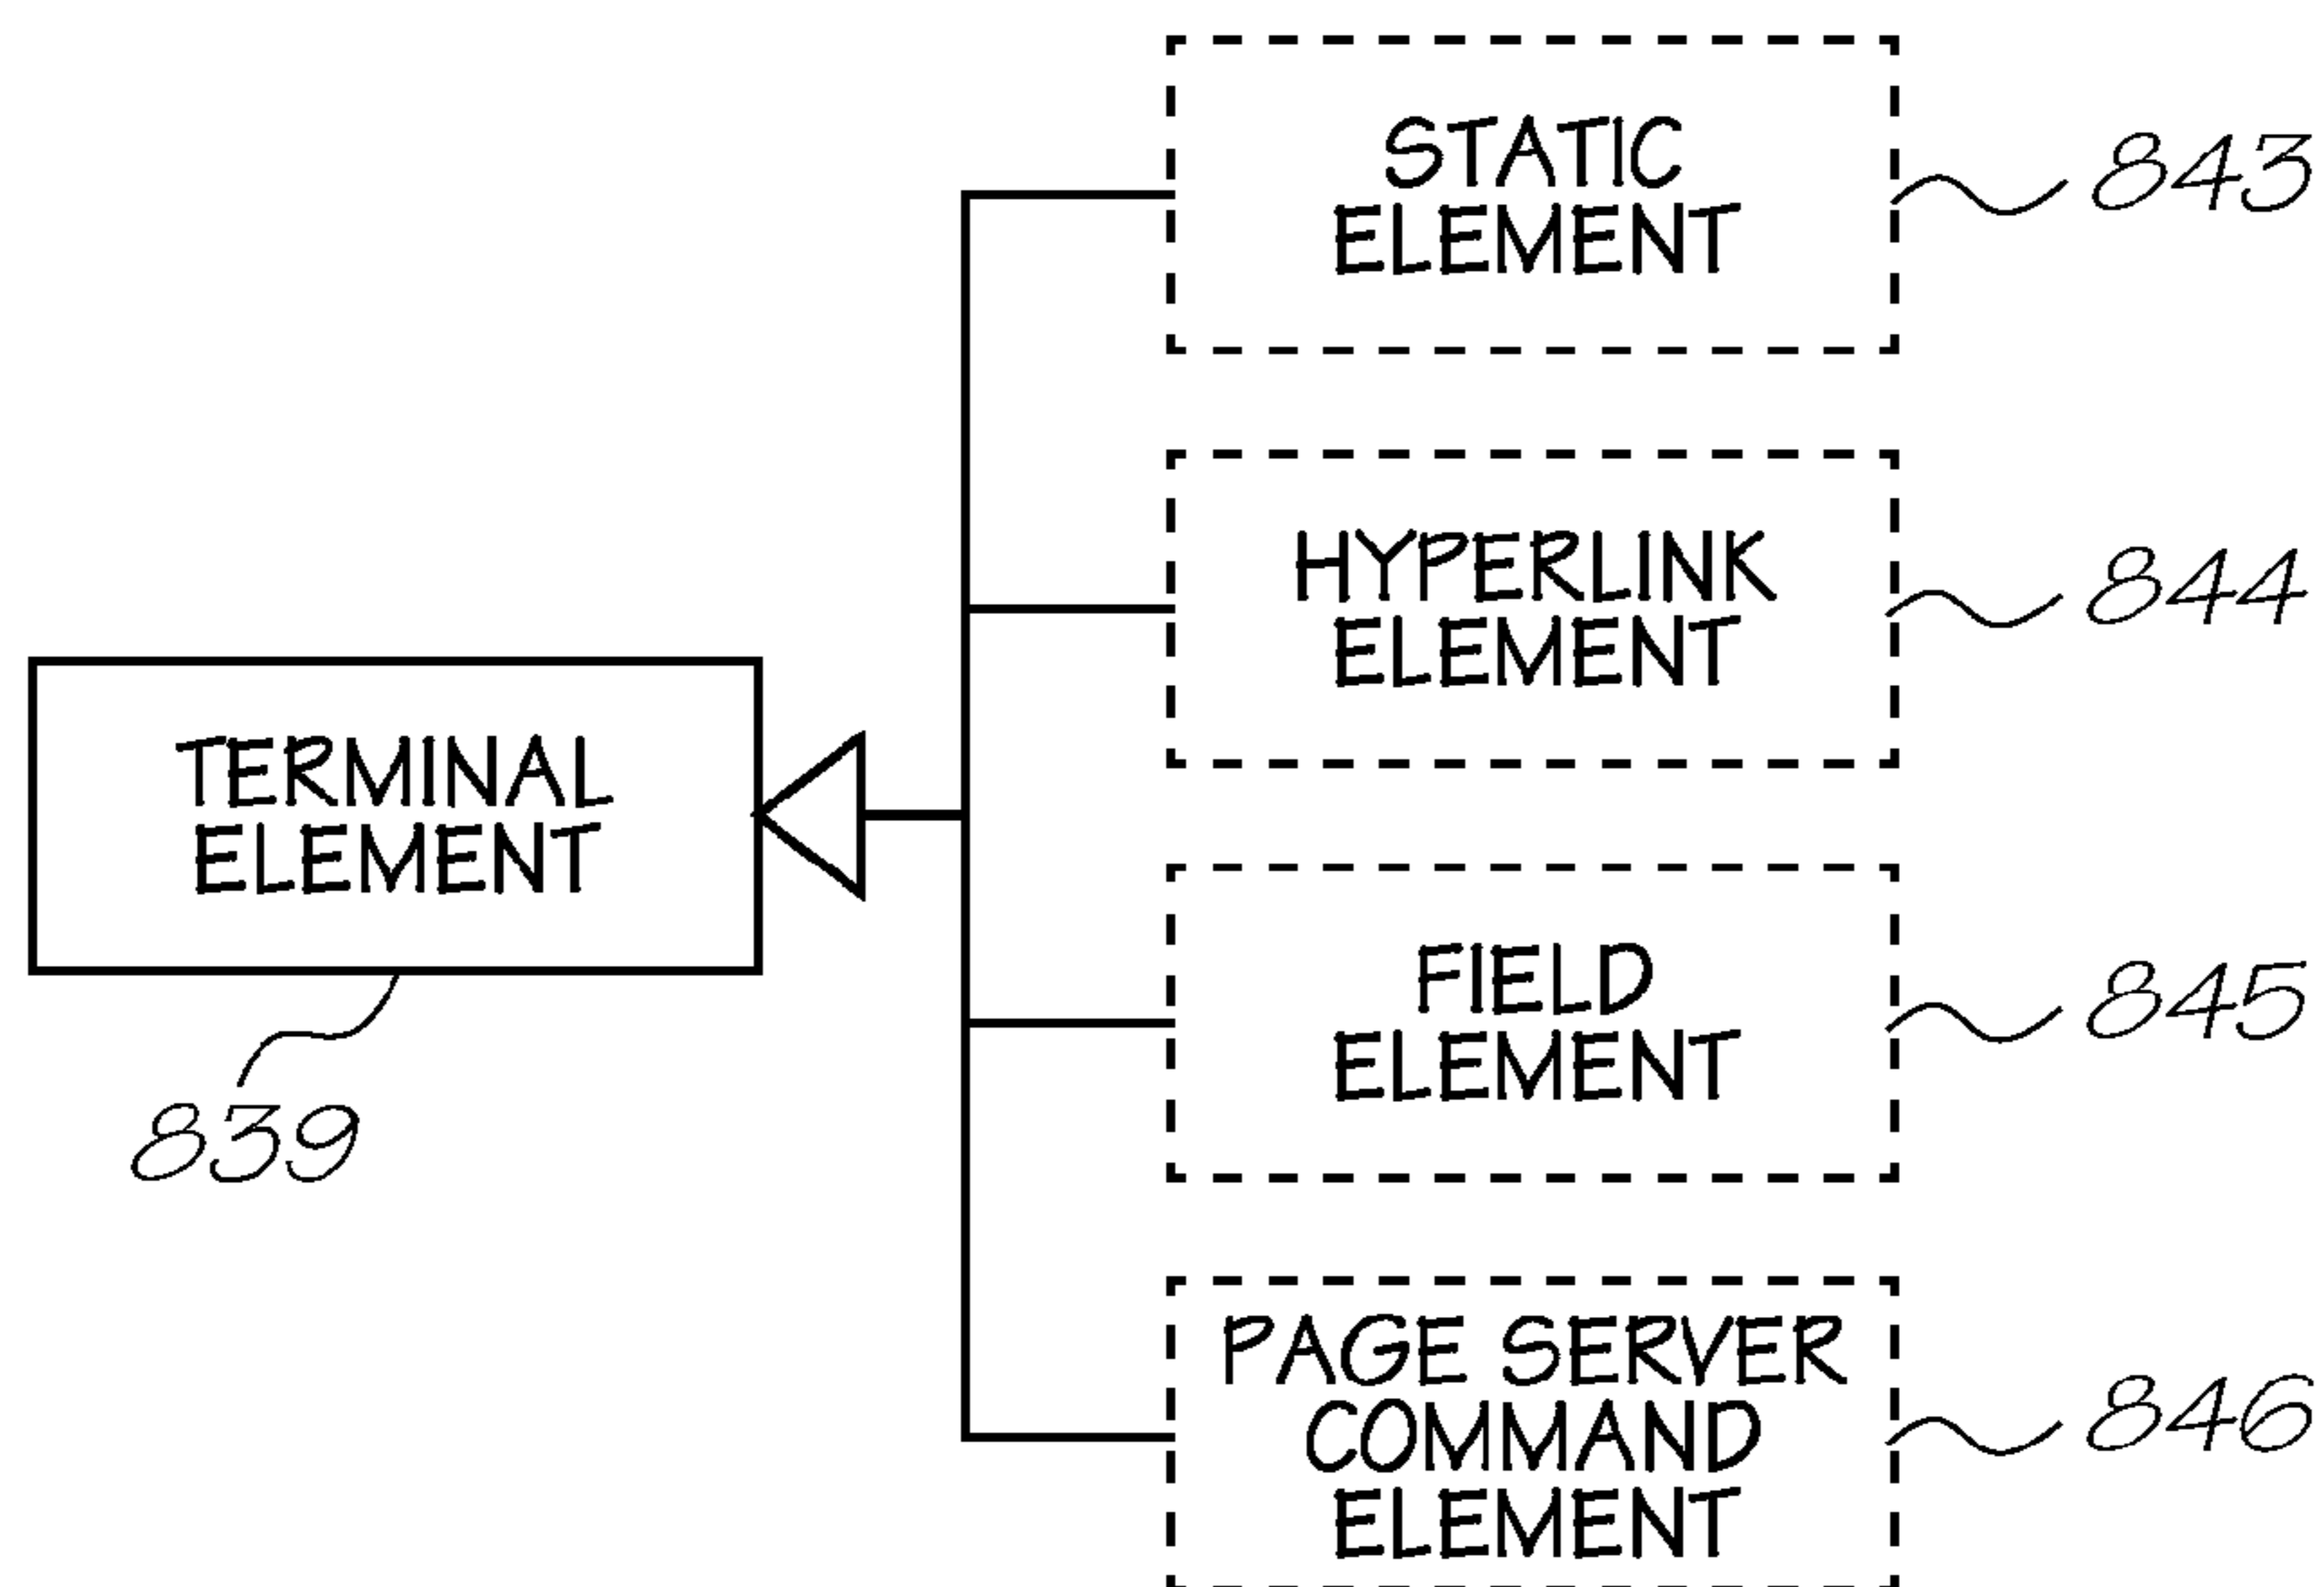 STATIC
ELEMENT
843
HYPERLINK
ELEMENT
844
TERMINAL
ELEMENT
839
FIELD
ELEMENT
845
PAGE SERVER
COMMAND
ELEMENT
846